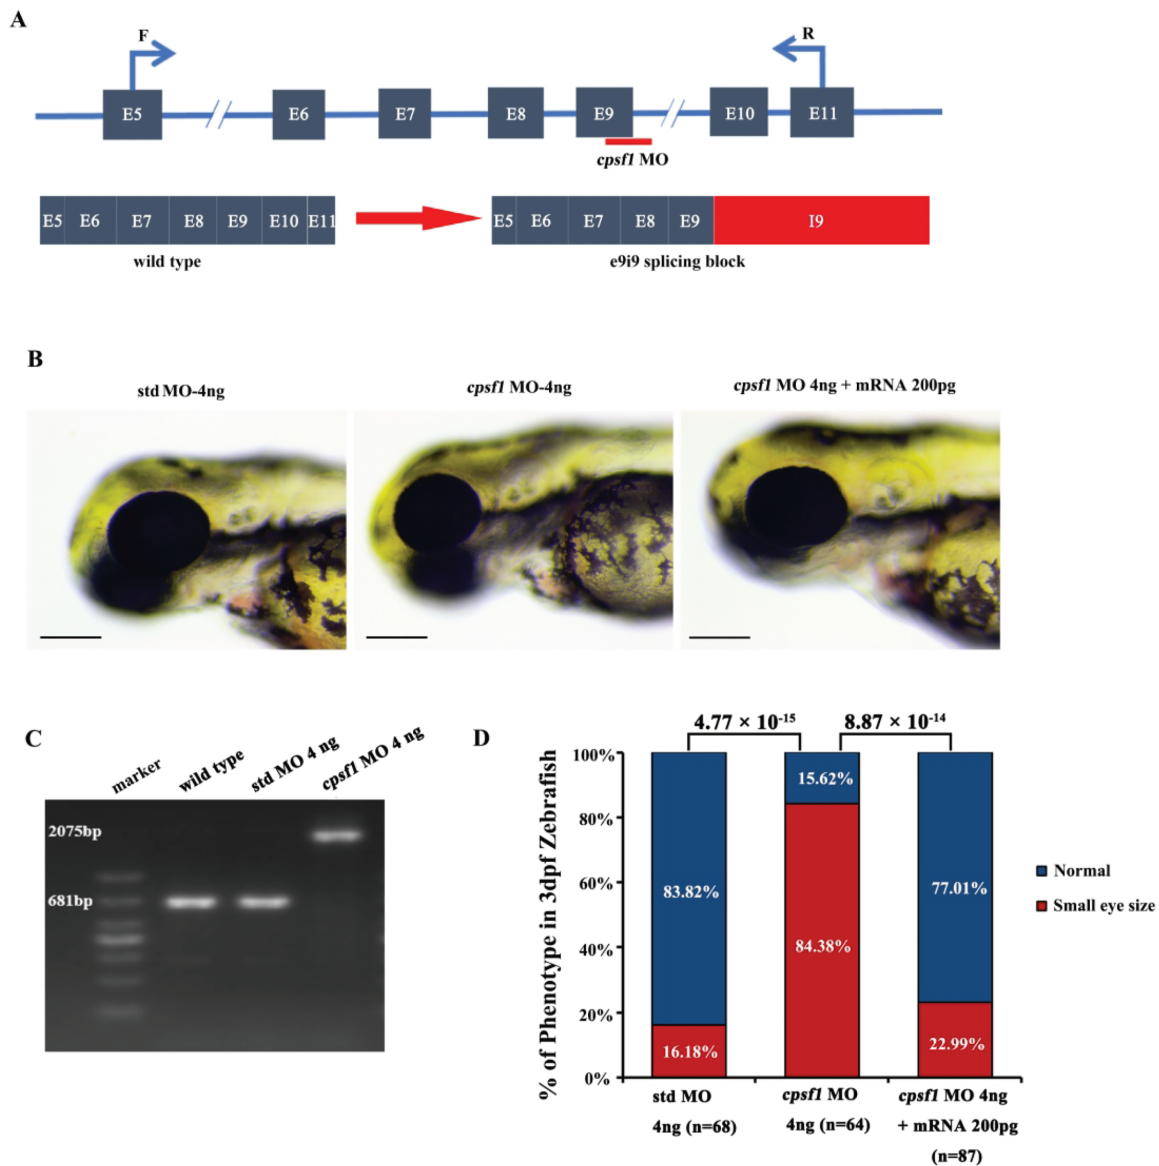 A
F
R
E5
E6
E7
E8
E9
E10
E11
cpsf1 MO
E5 E6 E7 E8 E9 E10 E11
E5 E6 E7 E8 E9 I9
wild type
e9i9 splicing block
B
std MO-4ng
cpsf1 MO-4ng
cpsf1 MO 4ng + mRNA 200pg
C
marker
wild type
std MO 4 ng
cpsf1 MO 4 ng
2075bp
681bp
D
4.77 × 10-15
8.87 × 10-14
% of Phenotype in 3dpf Zebrafish
100%
80%
60%
40%
20%
0%
83.82%
16.18%
15.62%
84.38%
77.01%
22.99%
Normal
Small eye size
std MO
4ng (n=68)
cpsf1 MO
4ng (n=64)
cpsf1 MO 4ng
+ mRNA 200pg
(n=87)